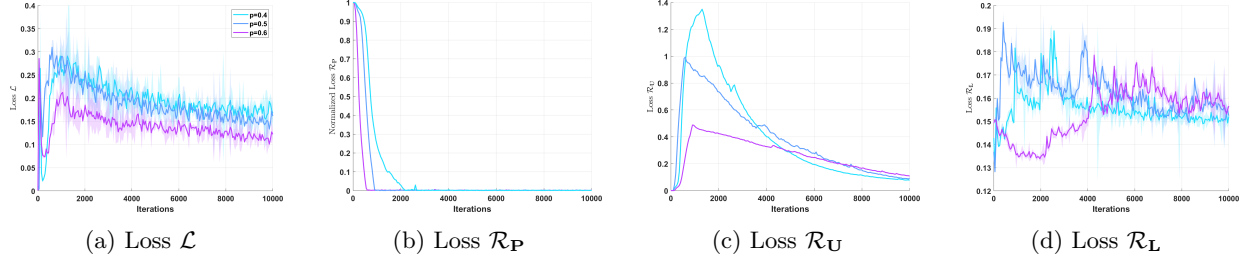 0.4
0.35
0.3
0.25
0.2
0.15
0.1
0.05
0
Loss ℒ
p=0.4
p=0.5
p=0.6
0 2000 4000 6000 8000 10000
Iterations
(a) Loss ℒ
1
0.9
0.8
0.7
0.6
0.5
0.4
0.3
0.2
0.1
0
Normalized Loss ℛ_P
0 2000 4000 6000 8000 10000
Iterations
(b) Loss ℛ_P
1.4
1.2
1
0.8
0.6
0.4
0.2
0
Loss ℛ_U
0 2000 4000 6000 8000 10000
Iterations
(c) Loss ℛ_U
0.2
0.19
0.18
0.17
0.16
0.15
0.14
0.13
0.12
Loss ℛ_L
0 2000 4000 6000 8000 10000
Iterations
(d) Loss ℛ_L